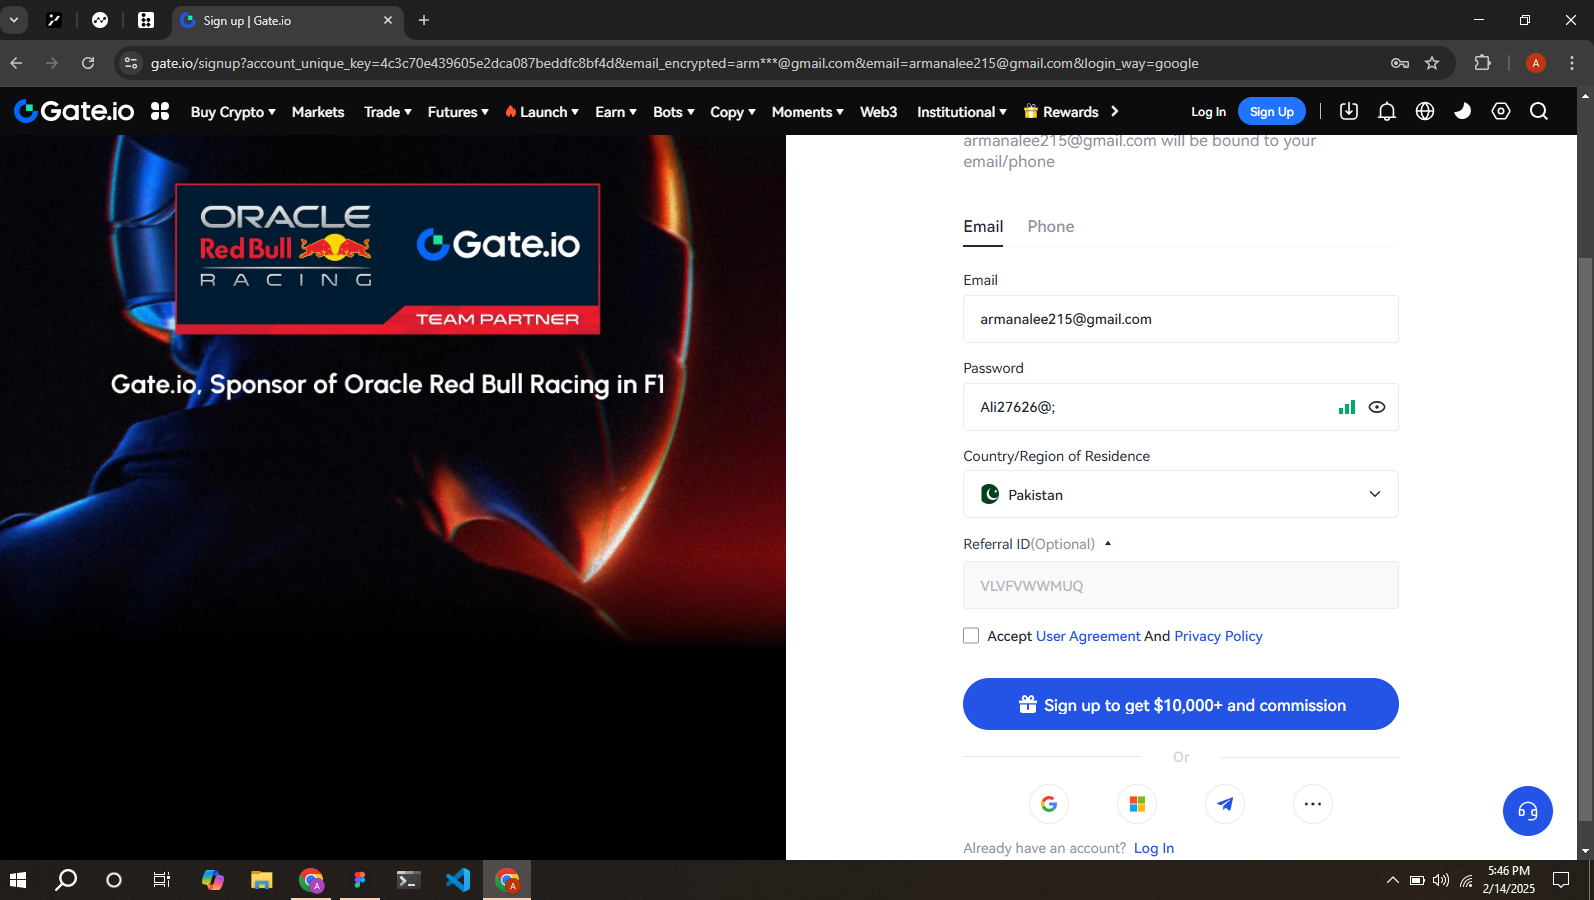 Sign up | Gate.io
gate.io/signup?account_unique_key=4c3c70e439605e2dca087beddfc8bf4d&email_encrypted=arm***@gmail.com&email=armanalee215@gmail.com&login_way=google
A
Gate.io
Buy Crypto Markets Trade Futures Launch Earn Bots Copy Moments Web3 Institutional Rewards
Log In Sign Up
armanalee215@gmail.com will be bound to your
email/phone
ORACLE
Red Bull
RACING
Gate.io
TEAM PARTNER
Gate.io, Sponsor of Oracle Red Bull Racing in F1
Email Phone
Email
armanalee215@gmail.com
Password
Ali27626@;
Country/Region of Residence
Pakistan
Referral ID(Optional)
VLVFVWWMUQ
Accept User Agreement And Privacy Policy
Sign up to get $10,000+ and commission
Or
Already have an account? Log In
A
A
5:46 PM
2/14/2025